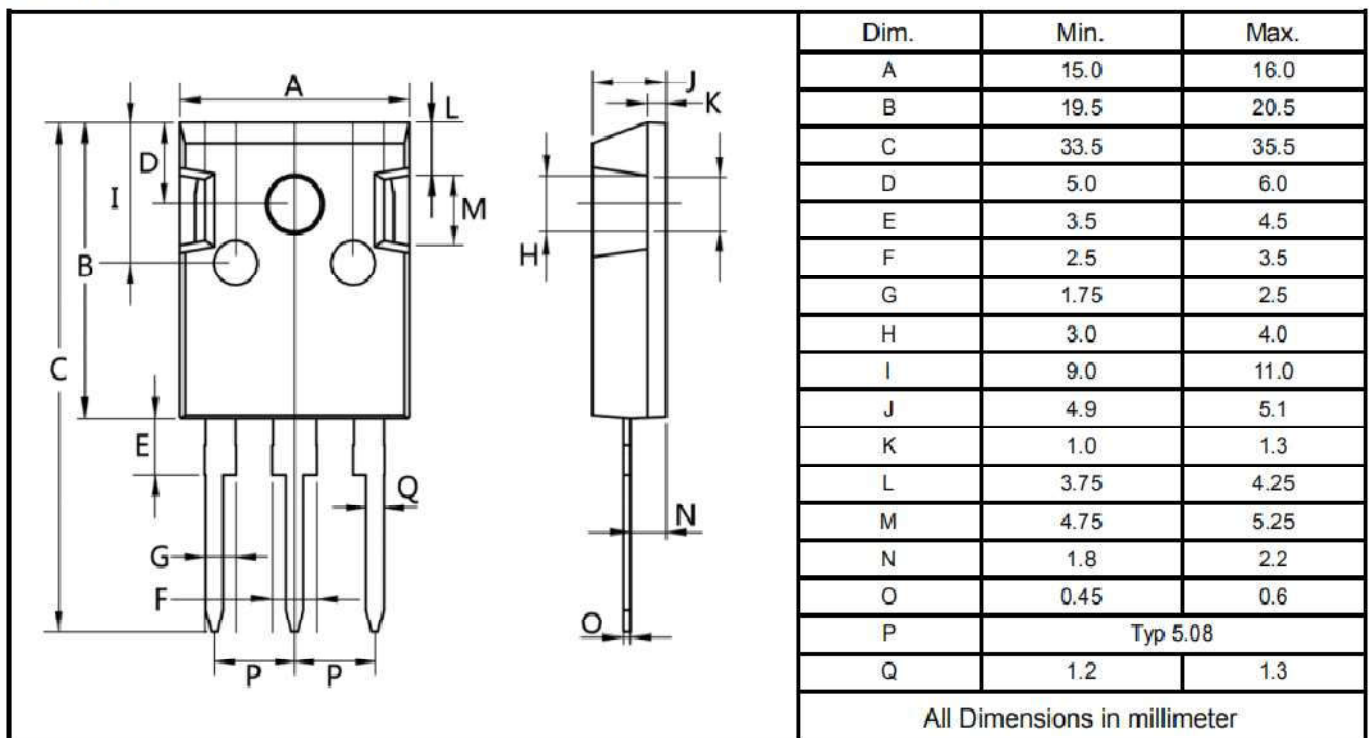 A
L
D
I
M
B
C
E
Q
G
F
P P
J
K
H
N
O
Dim. Min. Max.
A 15.0 16.0
B 19.5 20.5
C 33.5 35.5
D 5.0 6.0
E 3.5 4.5
F 2.5 3.5
G 1.75 2.5
H 3.0 4.0
I 9.0 11.0
J 4.9 5.1
K 1.0 1.3
L 3.75 4.25
M 4.75 5.25
N 1.8 2.2
O 0.45 0.6
P Typ 5.08
Q 1.2 1.3
All Dimensions in millimeter